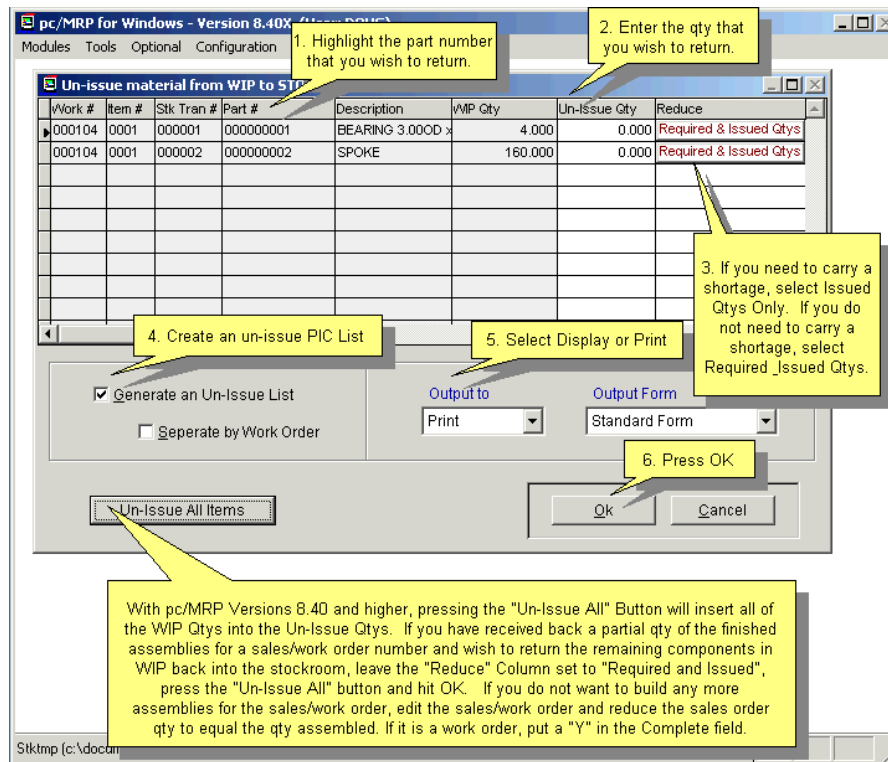 pc/MRP for Windows - Version 8.40X (User: DOUG)
Modules Tools Optional Configuration
1. Highlight the part number
that you wish to return.
2. Enter the qty that
you wish to return.
Un-issue material from WIP to STO
Work # Item # Stk Tran # Part # Description WIP Qty Un-Issue Qty Reduce
000104 0001 000001 000000001 BEARING 3.00OD x 4.000 0.000 Required & Issued Qtys
000104 0001 000002 000000002 SPOKE 160.000 0.000 Required & Issued Qtys
3. If you need to carry a
shortage, select Issued
Qtys Only. If you do
not need to carry a
shortage, select
Required _Issued Qtys.
4. Create an un-issue PIC List
5. Select Display or Print
Generate an Un-Issue List
Seperate by Work Order
Output to
Print
Output Form
Standard Form
6. Press OK
Un-Issue All Items
Ok
Cancel
With pc/MRP Versions 8.40 and higher, pressing the "Un-Issue All" Button will insert all of
the WIP Qtys into the Un-Issue Qtys. If you have received back a partial qty of the finished
assemblies for a sales/work order number and wish to return the remaining components in
WIP back into the stockroom, leave the "Reduce" Column set to "Required and Issued",
press the "Un-Issue All" button and hit OK. If you do not want to build any more
assemblies for the sales/work order, edit the sales/work order and reduce the sales order
qty to equal the qty assembled. If it is a work order, put a "Y" in the Complete field.
Stktmp (c:\docum